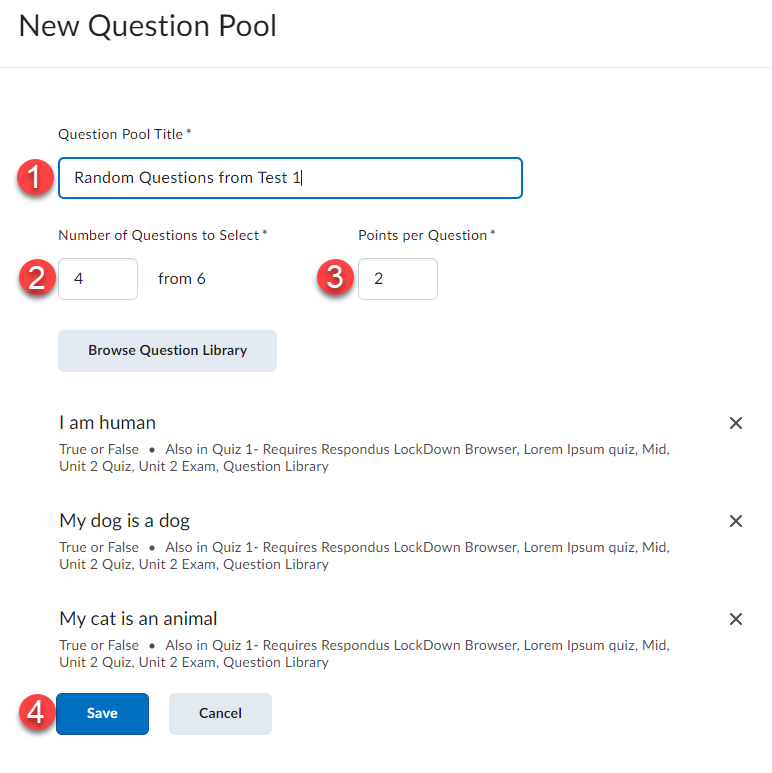 New Question Pool
Question Pool Title *
1
Random Questions from Test 1
Number of Questions to Select *
Points per Question *
2
4
from 6
3
2
Browse Question Library
I am human
True or False • Also in Quiz 1- Requires Respondus LockDown Browser, Lorem Ipsum quiz, Mid,
Unit 2 Quiz, Unit 2 Exam, Question Library
My dog is a dog
True or False • Also in Quiz 1- Requires Respondus LockDown Browser, Lorem Ipsum quiz, Mid,
Unit 2 Quiz, Unit 2 Exam, Question Library
My cat is an animal
True or False • Also in Quiz 1- Requires Respondus LockDown Browser, Lorem Ipsum quiz, Mid,
Unit 2 Quiz, Unit 2 Exam, Question Library
4
Save
Cancel